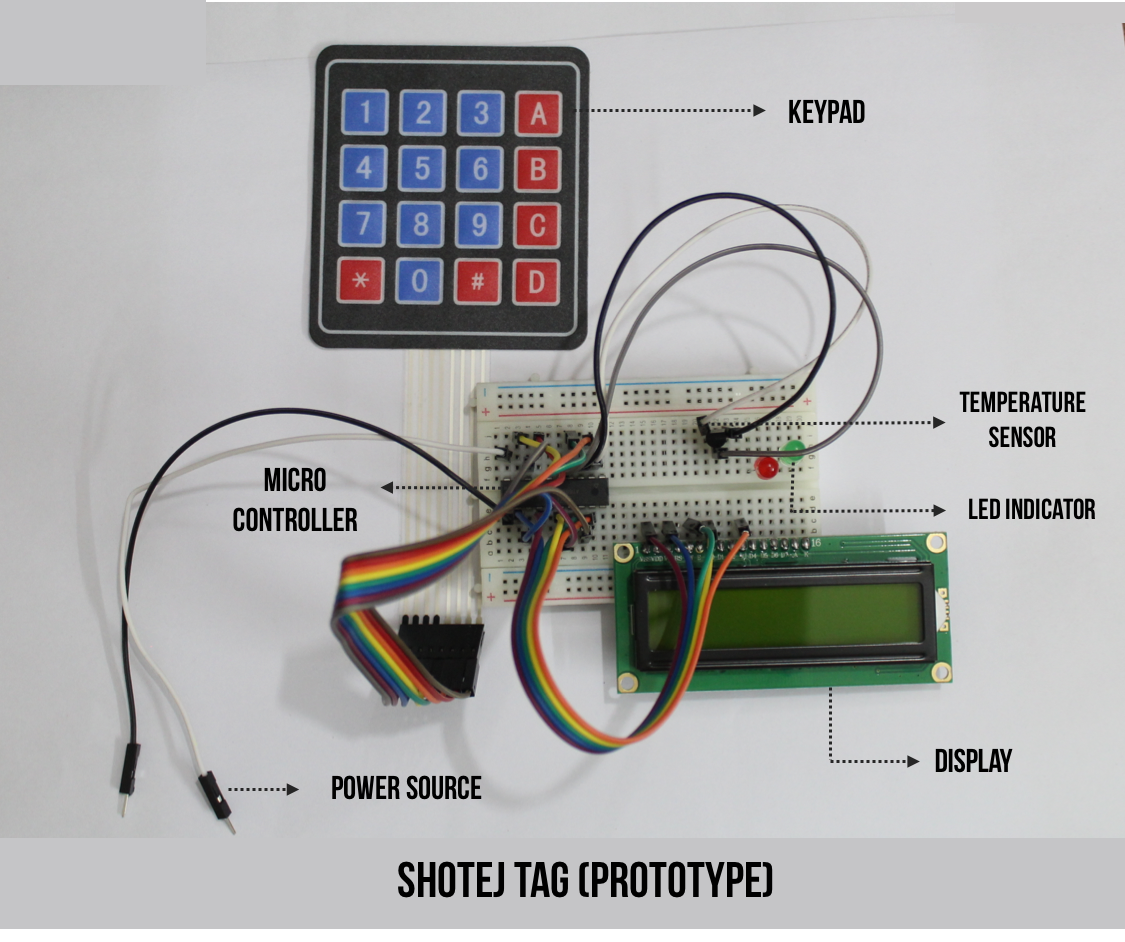 1 2 3 A
KEYPAD
4 5 6 B
7 8 9 C
* 0 # D
TEMPERATURE
SENSOR
MICRO
CONTROLLER
LED INDICATOR
1
16
DISPLAY
POWER SOURCE
SHOTEJ TAG (PROTOTYPE)